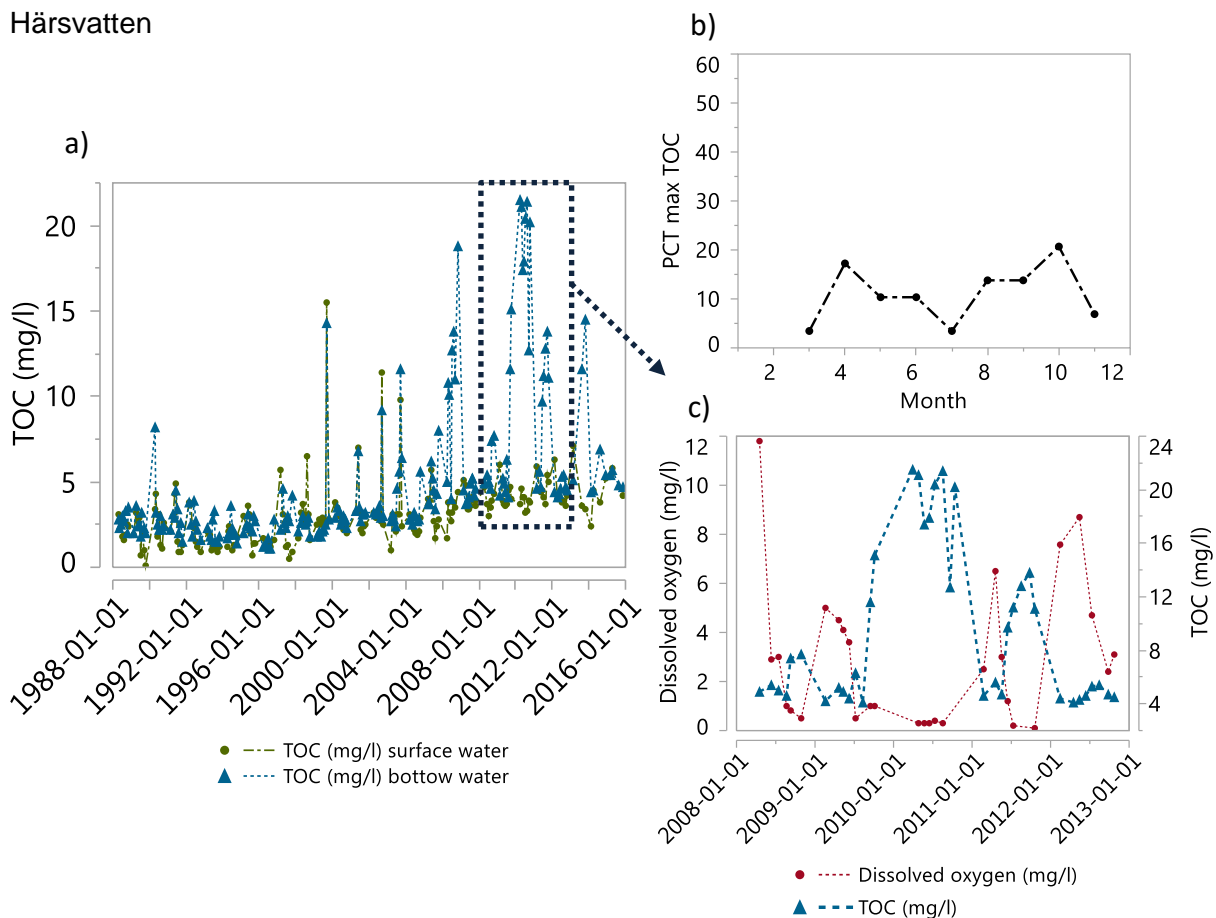 Härsvatten
a)
TOC (mg/l)
20
15
10
5
0
1988-01-01
1992-01-01
1996-01-01
2000-01-01
2004-01-01
2008-01-01
2012-01-01
2016-01-01
TOC (mg/l) surface water
TOC (mg/l) bottow water
b)
PCT max TOC
60
50
40
30
20
10
0
2 4 6 8 10 12
Month
c)
Dissolved oxygen (mg/l)
12
10
8
6
4
2
0
24
20
16
12
8
4
TOC (mg/l)
2008-01-01
2009-01-01
2010-01-01
2011-01-01
2012-01-01
2013-01-01
Dissolved oxygen (mg/l)
TOC (mg/l)